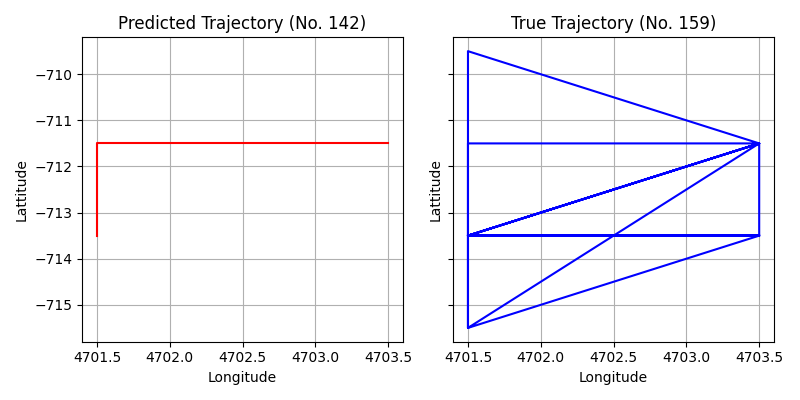 Predicted Trajectory (No. 142)
True Trajectory (No. 159)
−710
−711
−712
−713
−714
−715
Lattitude
Lattitude
4701.5 4702.0 4702.5 4703.0 4703.5
4701.5 4702.0 4702.5 4703.0 4703.5
Longitude
Longitude